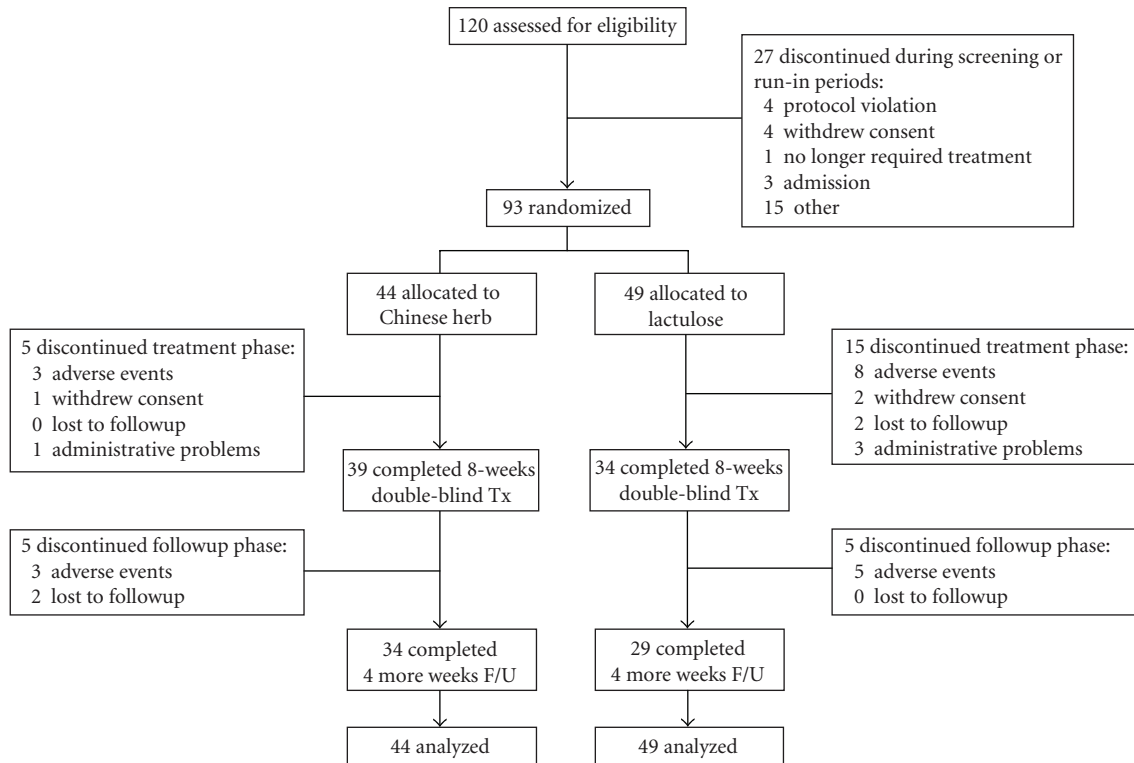 120 assessed for eligibility
27 discontinued during screening or
run-in periods:
4 protocol violation
4 withdrew consent
1 no longer required treatment
3 admission
15 other
93 randomized
44 allocated to
Chinese herb
49 allocated to
lactulose
5 discontinued treatment phase:
3 adverse events
1 withdrew consent
0 lost to followup
1 administrative problems
15 discontinued treatment phase:
8 adverse events
2 withdrew consent
2 lost to followup
3 administrative problems
39 completed 8-weeks
double-blind Tx
34 completed 8-weeks
double-blind Tx
5 discontinued followup phase:
3 adverse events
2 lost to followup
5 discontinued followup phase:
5 adverse events
0 lost to followup
34 completed
4 more weeks F/U
29 completed
4 more weeks F/U
44 analyzed
49 analyzed